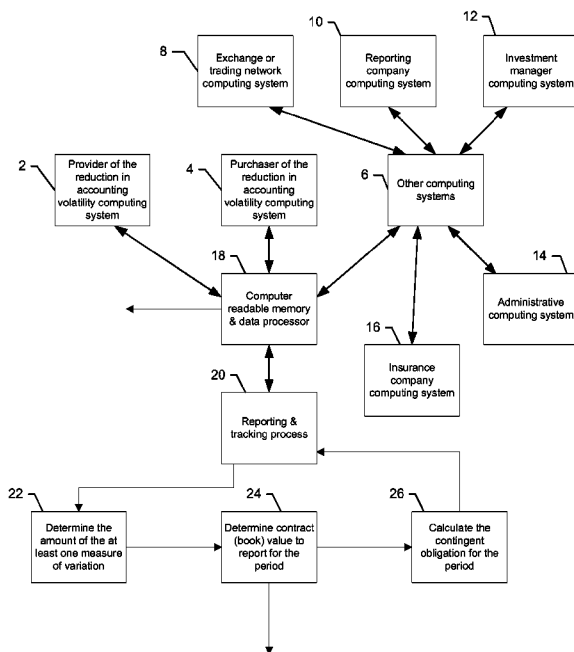 8
Exchange or
trading network
computing system
10
Reporting
company
computing system
12
Investment
manager
computing system
2
Provider of the
reduction in
accounting
volatility computing
system
4
Purchaser of the
reduction in
accounting
volatility computing
system
6
Other computing
systems
18
Computer
readable memory
& data processor
14
Administrative
computing system
16
Insurance
company
computing system
20
Reporting &
tracking process
22
Determine the
amount of the at
least one measure
of variation
24
Determine contract
(book) value to
report for the
period
26
Calculate the
contingent
obligation for the
period